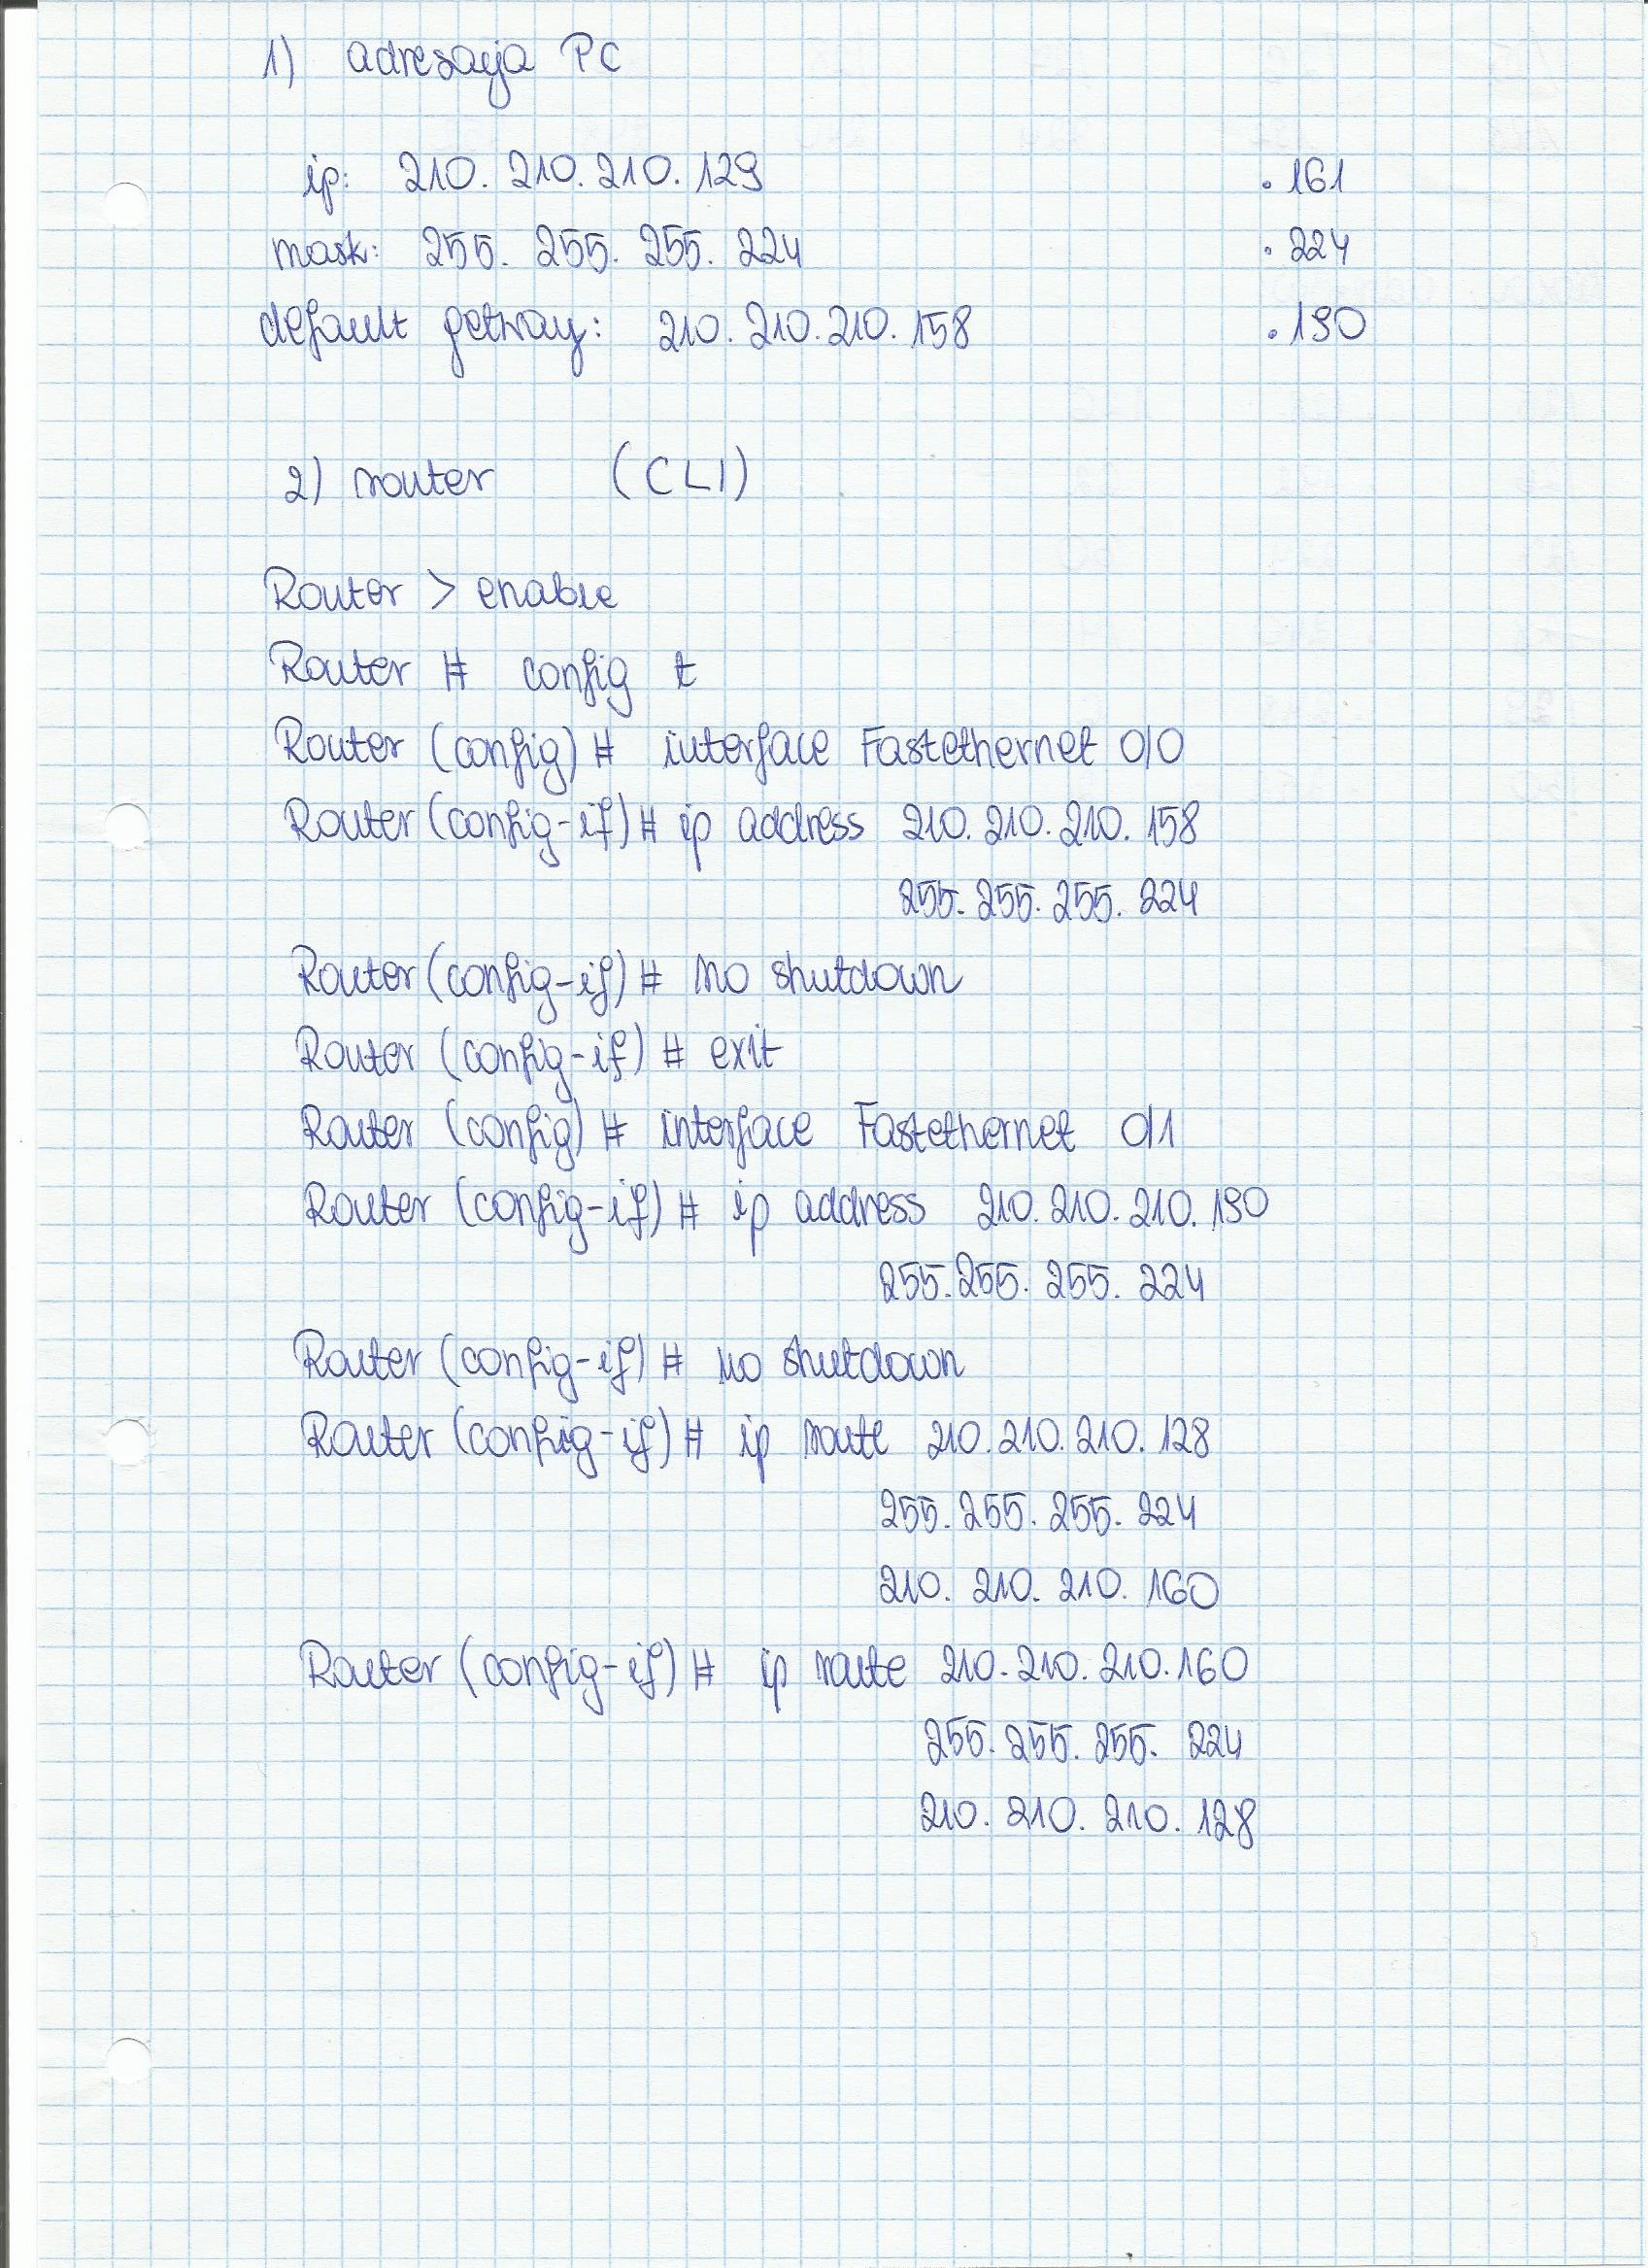 1) adresacja PC
ip: 210. 210. 210. 129 . 161
mask: 255. 255. 255. 224 . 224
default getway: 210. 210. 210. 158 . 190
2) router (CLI)
Router > enable
Router # config t
Router (config) # interface Fastethernet 0/0
Router (config-if) # ip address 210. 210. 210. 158
255. 255. 255. 224
Router (config-if) # no shutdown
Router (config-if) # exit
Router (config) # interface Fastethernet 0/1
Router (config-if) # ip address 210. 210. 210. 190
255. 255. 255. 224
Router (config-if) # no shutdown
Router (config-if) # ip route 210. 210. 210. 128
255. 255. 255. 224
210. 210. 210. 160
Router (config-if) # ip route 210. 210. 210. 160
255. 255. 255. 224
210. 210. 210. 128